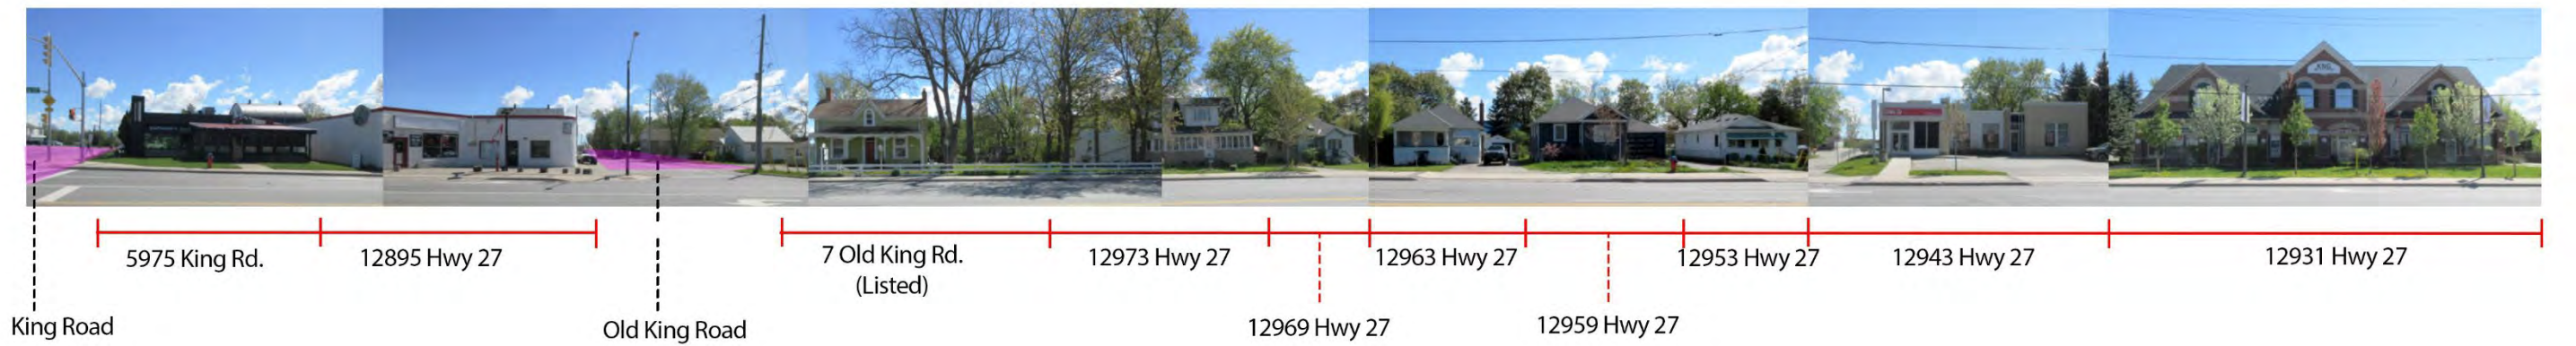 5975 King Rd.
12895 Hwy 27
7 Old King Rd.
(Listed)
12973 Hwy 27
12963 Hwy 27
12953 Hwy 27
12943 Hwy 27
12931 Hwy 27
King Road
Old King Road
12969 Hwy 27
12959 Hwy 27